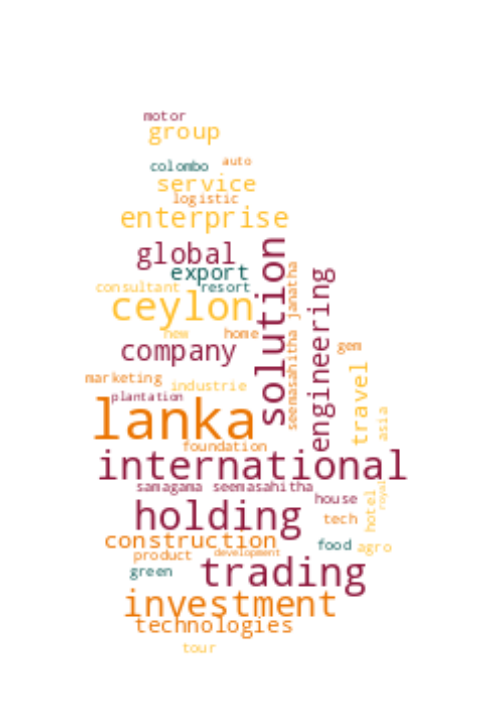 motor
group
colombo auto
service
logistic
enterprise
global
export
consultant resort
ceylon
solution
seemasahitha janatha
engineering
new home
company
gem
marketing industrie
plantation
travel
asia
lanka
foundation
international
samagama seemasahitha
house
hotel
royal
holding
tech
construction
food agro
product development
green
trading
investment
technologies
tour